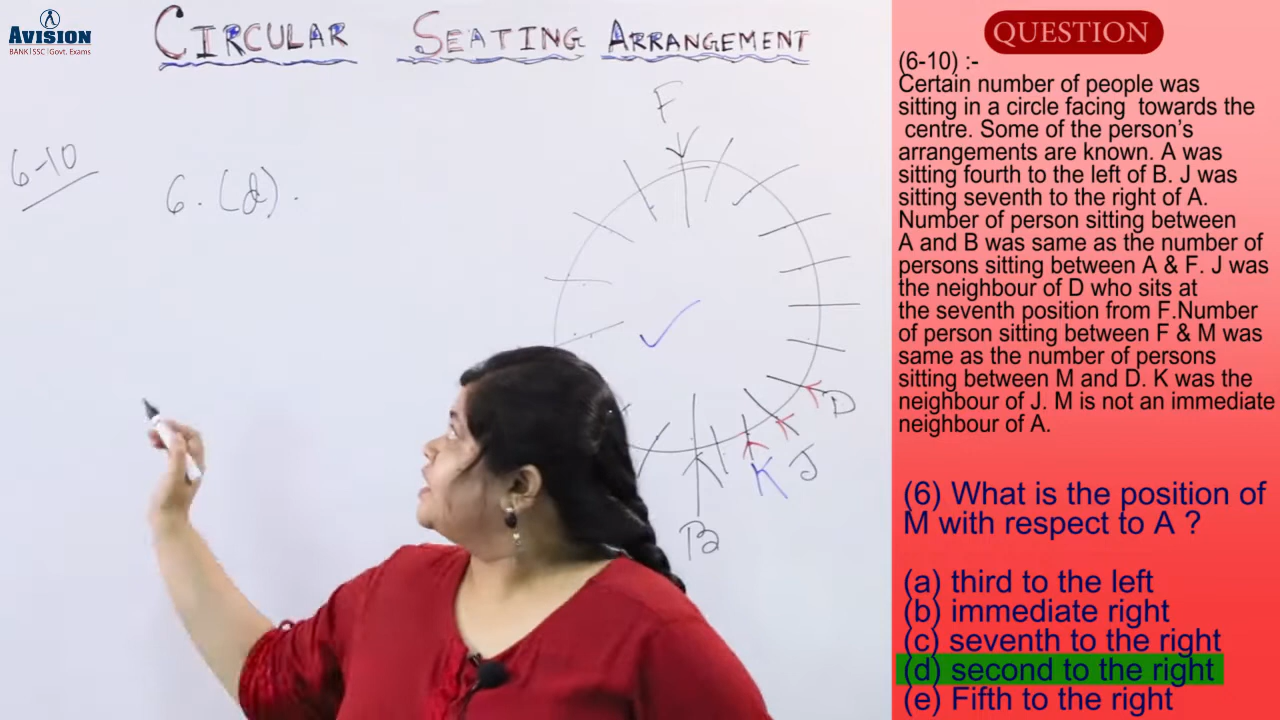 AVISION
BANK|SSC|Govt. Exams
CIRCULAR SEATING ARRANGEMENT
6-10
6. (d).
F
D
J
K
B
QUESTION
(6-10) :-
Certain number of people was
sitting in a circle facing towards the
centre. Some of the person's
arrangements are known. A was
sitting fourth to the left of B. J was
sitting seventh to the right of A.
Number of person sitting between
A and B was same as the number of
persons sitting between A & F. J was
the neighbour of D who sits at
the seventh position from F.Number
of person sitting between F & M was
same as the number of persons
sitting between M and D. K was the
neighbour of J. M is not an immediate
neighbour of A.
(6) What is the position of
M with respect to A ?
(a) third to the left
(b) immediate right
(c) seventh to the right
(d) second to the right
(e) Fifth to the right